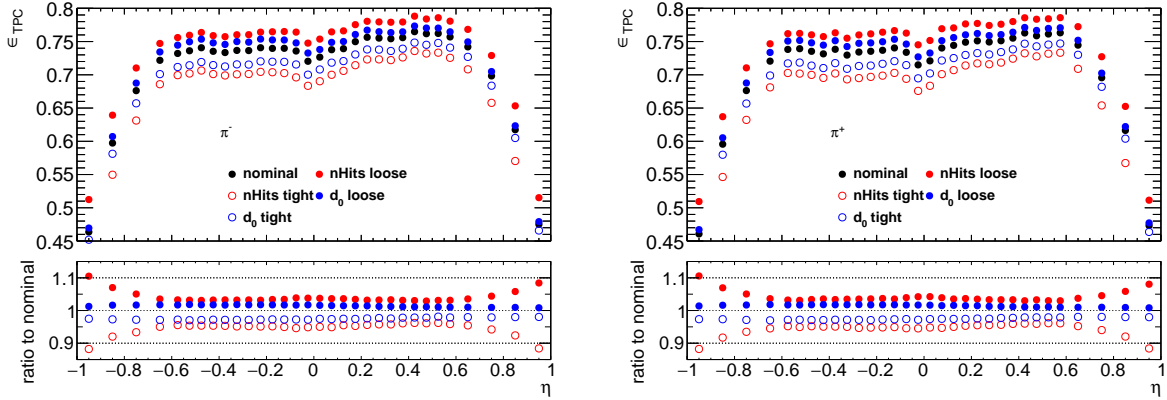 ϵTPC
0.8
0.75
0.7
0.65
0.6
0.55
0.5
0.45
π-
nominal
nHits loose
nHits tight
d0 loose
d0 tight
ratio to nominal
1.1
1
0.9
−1 −0.8 −0.6 −0.4 −0.2 0 0.2 0.4 0.6 0.8 1
η
ϵTPC
0.8
0.75
0.7
0.65
0.6
0.55
0.5
0.45
π+
nominal
nHits loose
nHits tight
d0 loose
d0 tight
ratio to nominal
1.1
1
0.9
−1 −0.8 −0.6 −0.4 −0.2 0 0.2 0.4 0.6 0.8 1
η